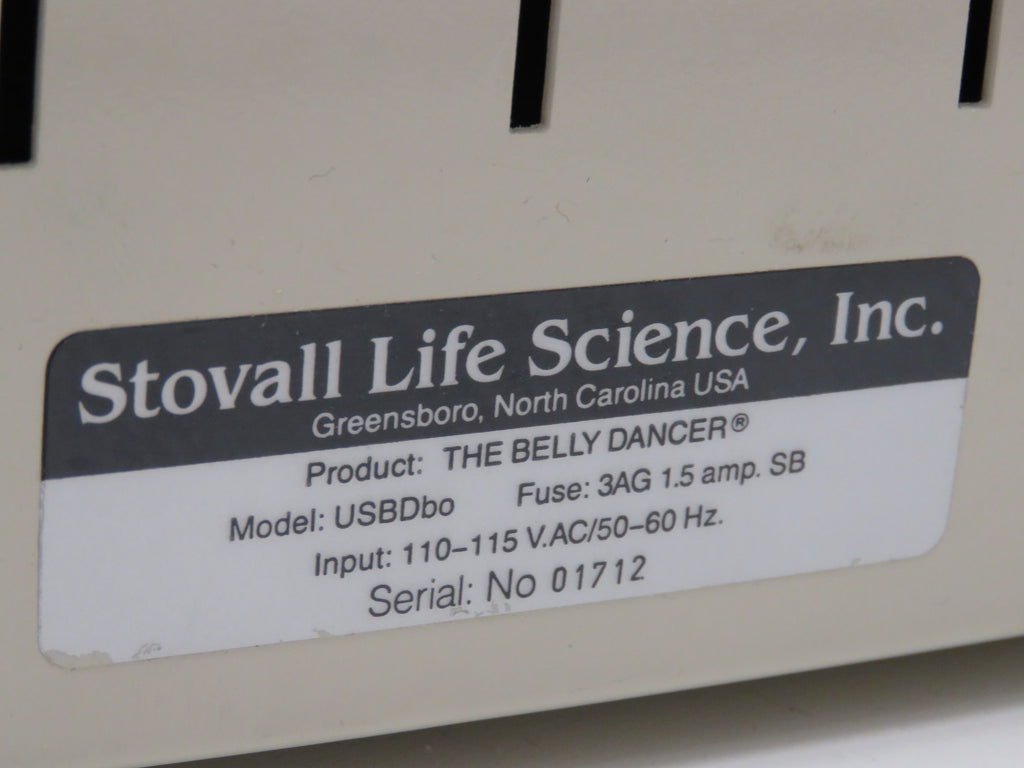 Stovall Life Science, Inc.
Greensboro, North Carolina USA
Product: THE BELLY DANCER®
Model: USBDbo Fuse: 3AG 1.5 amp. SB
Input: 110-115 V.AC/50-60 Hz.
Serial: No 01712